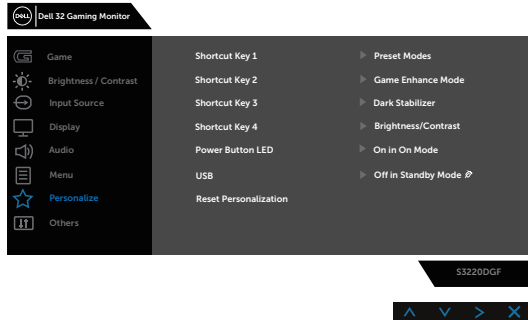 DELL Dell 32 Gaming Monitor
Game
Brightness / Contrast
Input Source
Display
Audio
Menu
Personalize
Others
Shortcut Key 1 Preset Modes
Shortcut Key 2 Game Enhance Mode
Shortcut Key 3 Dark Stabilizer
Shortcut Key 4 Brightness/Contrast
Power Button LED On in On Mode
USB Off in Standby Mode
Reset Personalization
S3220DGF